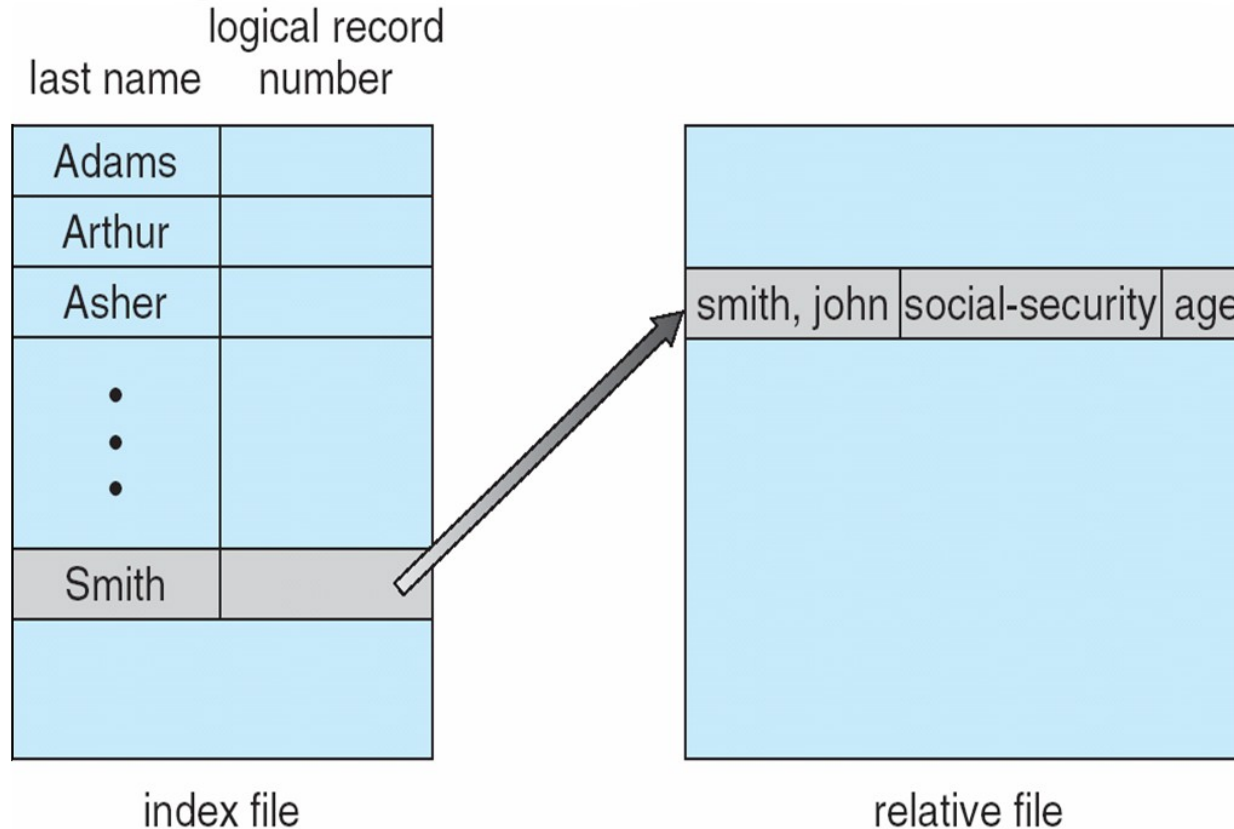 logical record
last name number
Adams
Arthur
Asher
Smith
smith, john social-security age
index file relative file